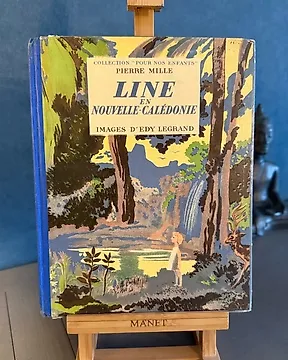 COLLECTION "POUR NOS ENFANTS"
PIERRE MILLE
LINE
EN
NOUVELLE-CALÉDONIE
IMAGES D'EDY LEGRAND
MANET